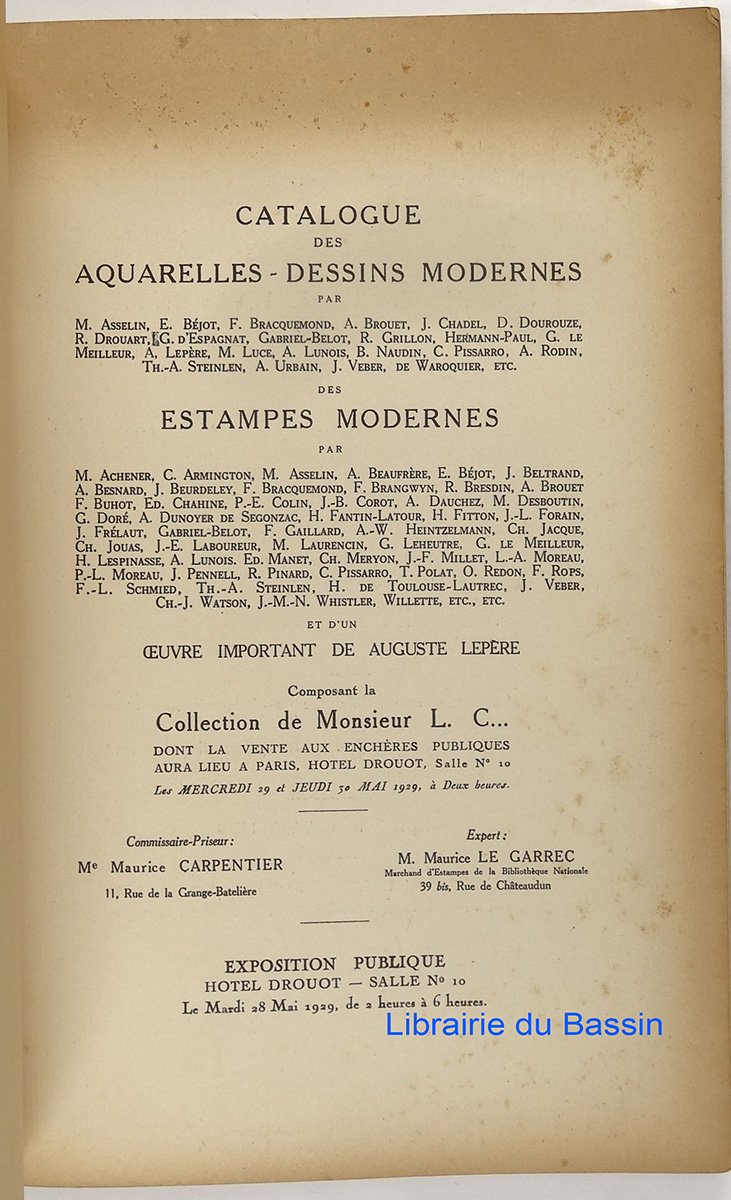 CATALOGUE
DES
AQUARELLES - DESSINS MODERNES
PAR
M. ASSELIN, E. BÉJOT, F. BRACQUEMOND, A. BROUET, J. CHADEL, D. DOUROUZE,
R. DROUART, G. D'ESPAGNAT, GABRIEL-BELOT, R. GRILLON, HERMANN-PAUL, G. LE
MEILLEUR, A. LEPÈRE, M. LUCE, A. LUNOIS, B. NAUDIN, C. PISSARRO, A. RODIN,
TH.-A. STEINLEN, A. URBAIN, J. VEBER, DE WAROQUIER, ETC.
DES
ESTAMPES MODERNES
PAR
M. ACHENER, C. ARMINGTON, M. ASSELIN, A. BEAUFRÈRE, E. BÉJOT, J. BELTRAND,
A. BESNARD, J. BEURDELEY, F. BRACQUEMOND, F. BRANGWYN, R. BRESDIN, A. BROUET
F. BUHOT, ED. CHAHINE, P.-E. COLIN, J.-B. COROT, A. DAUCHEZ, M. DESBOUTIN,
G. DORÉ, A. DUNOYER DE SEGONZAC, H. FANTIN-LATOUR, H. FITTON, J.-L. FORAIN,
J. FRÉLAUT, GABRIEL-BELOT, F. GAILLARD, A.-W. HEINTZELMANN, CH. JACQUE,
CH. JOUAS, J.-E. LABOUREUR, M. LAURENCIN, G. LEHEUTRE, G. LE MEILLEUR,
H. LESPINASSE, A. LUNOIS. ED. MANET, CH. MERYON, J.-F. MILLET, L.-A. MOREAU,
P.-L. MOREAU, J. PENNELL, R. PINARD, C. PISSARRO, T. POLAT, O. REDON, F. ROPS,
F.-L. SCHMIED, TH.-A. STEINLEN, H. DE TOULOUSE-LAUTREC, J. VEBER,
CH.-J. WATSON, J.-M.-N. WHISTLER, WILLETTE, ETC., ETC.
ET D'UN
ŒUVRE IMPORTANT DE AUGUSTE LEPÈRE
Composant la
Collection de Monsieur L. C...
DONT LA VENTE AUX ENCHÈRES PUBLIQUES
AURA LIEU A PARIS, HOTEL DROUOT, Salle N° 10
Les MERCREDI 29 et JEUDI 30 MAI 1929, à Deux heures.
Commissaire-Priseur :
Me Maurice CARPENTIER
11, Rue de la Grange-Batelière
Expert :
M. Maurice LE GARREC
Marchand d'Estampes de la Bibliothèque Nationale
39 bis, Rue de Châteaudun
EXPOSITION PUBLIQUE
HOTEL DROUOT — SALLE No 10
Le Mardi 28 Mai 1929, de 2 heures à 6 heures.
Librairie du Bassin